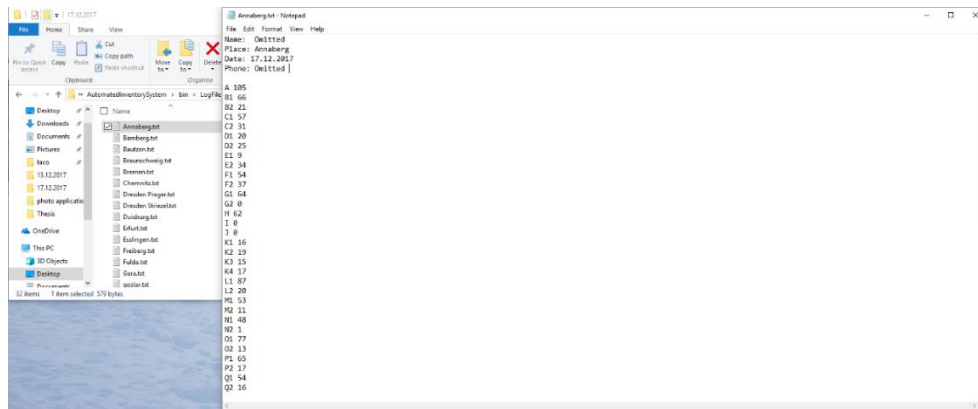 17.12.2017
File Home Share View
Pin to Quick access
Copy
Paste
Cut
Copy path
Paste shortcut
Move to
Copy to
Delete
Clipboard
Organise
AutomatedInventorySystem > bin > LogFile
Desktop
Downloads
Documents
Pictures
taco
13.12.2017
17.12.2017
photo applicatio
Thesis
OneDrive
This PC
3D Objects
Desktop
Documents
Name
Annaberg.txt
Bamberg.txt
Bautzen.txt
Braunschweig.txt
Bremen.txt
Chemnitz.txt
Dresden Prager.txt
Dresden Striezel.txt
Duisburg.txt
Erfurt.txt
Esslingen.txt
Freiberg.txt
Fulda.txt
Gera.txt
goslar.txt
32 items 1 item selected 579 bytes
Annaberg.txt - Notepad
File Edit Format View Help
Name: Omitted
Place: Annaberg
Date: 17.12.2017
Phone: Omitted
A 105
B1 66
B2 21
C1 57
C2 31
D1 20
D2 25
E1 9
E2 34
F1 54
F2 37
G1 64
G2 0
H 62
I 0
J 0
K1 16
K2 19
K3 15
K4 17
L1 87
L2 20
M1 53
M2 11
N1 48
N2 1
O1 77
O2 13
P1 65
P2 17
Q1 54
Q2 16